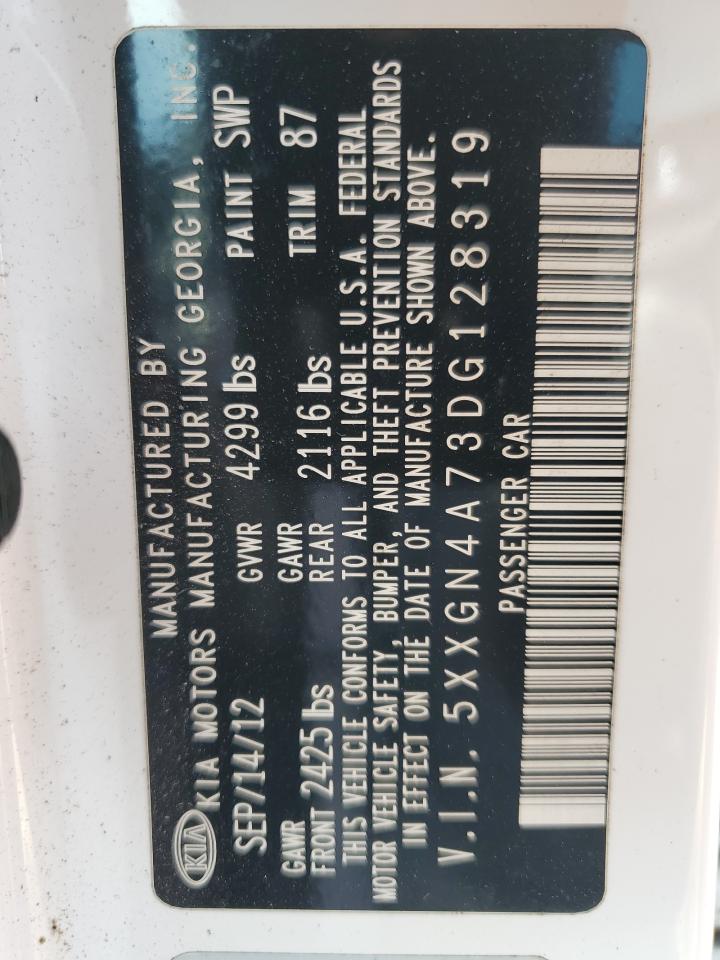 MANUFACTURED BY
KIA KIA MOTORS MANUFACTURING GEORGIA, INC.
SEP/14/12 GVWR 4299 lbs PAINT SWP
GAWR FRONT 2425 lbs GAWR REAR 2116 lbs TRIM 87
THIS VEHICLE CONFORMS TO ALL APPLICABLE U.S.A. FEDERAL
MOTOR VEHICLE SAFETY, BUMPER, AND THEFT PREVENTION STANDARDS
IN EFFECT ON THE DATE OF MANUFACTURE SHOWN ABOVE.
V.I.N. 5XXGN4A73DG128319
PASSENGER CAR